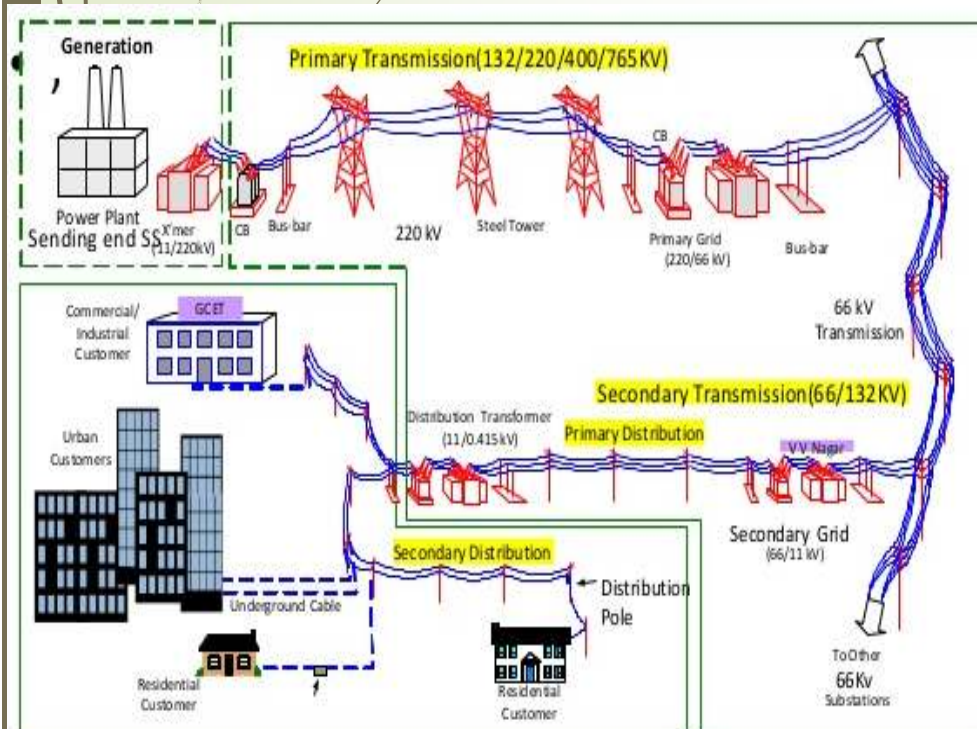 Generation
,
Primary Transmission(132/220/400/765KV)
Power Plant
Sending end SS
X'mer
(11/220kV)
CB
Bus-bar
220 kV
Steel Tower
CB
Primary Grid
(220/66 kV)
Bus-bar
66 kV
Transmission
Secondary Transmission(66/132KV)
Commercial/
Industrial
Customer
GCET
Distribution Transformer
(11/0.415kV)
Primary Distribution
V V Nagar
Secondary Grid
(66/11 kV)
Urban
Customers
Secondary Distribution
Distribution
Pole
Underground Cable
Residential
Customer
Residential
Customer
To Other
66Kv
Substations